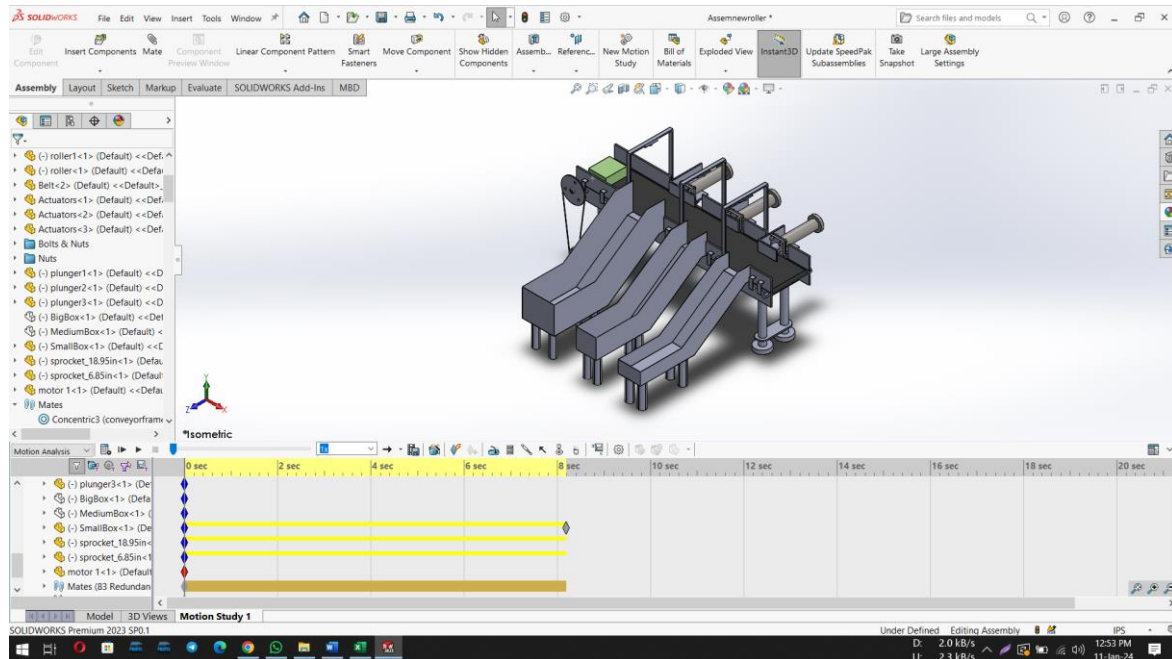 SOLIDWORKS File Edit View Insert Tools Window Assemnewroller * Search files and models
Edit Component Insert Components Mate Component Preview Window Linear Component Pattern Smart Fasteners Move Component Show Hidden Components Assemb... Referenc... New Motion Study Bill of Materials Exploded View Instant3D Update SpeedPak Subassemblies Take Snapshot Large Assembly Settings
Assembly Layout Sketch Markup Evaluate SOLIDWORKS Add-Ins MBD
(-) roller1<1> (Default) <<Def
(-) roller<1> (Default) <<Defau
Belt<2> (Default) <<Default>_
Actuators<1> (Default) <<Def
Actuators<2> (Default) <<Def
Actuators<3> (Default) <<Def
Bolts & Nuts
Nuts
(-) plunger1<1> (Default) <<D
(-) plunger2<1> (Default) <<D
(-) plunger3<1> (Default) <<D
(-) BigBox<1> (Default) <<Def
(-) MediumBox<1> (Default) <
(-) SmallBox<1> (Default) <<D
(-) sprocket_18.95in<1> (Defau
(-) sprocket_6.85in<1> (Default
motor 1<1> (Default) <<Defau
Mates
Concentric3 (conveyorframe
Y
Z X
*Isometric
Motion Analysis
0 sec 2 sec 4 sec 6 sec 8 sec 10 sec 12 sec 14 sec 16 sec 18 sec 20 sec
(-) plunger3<1> (De
(-) BigBox<1> (Defa
(-) MediumBox<1> (
(-) SmallBox<1> (De
(-) sprocket_18.95in<
(-) sprocket_6.85in<1
motor 1<1> (Default
Mates (83 Redundan
Model 3D Views Motion Study 1
SOLIDWORKS Premium 2023 SP0.1 Under Defined Editing Assembly IPS
D: 2.0 kB/s 12:53 PM
U: 2.3 kB/s 11-Jan-24